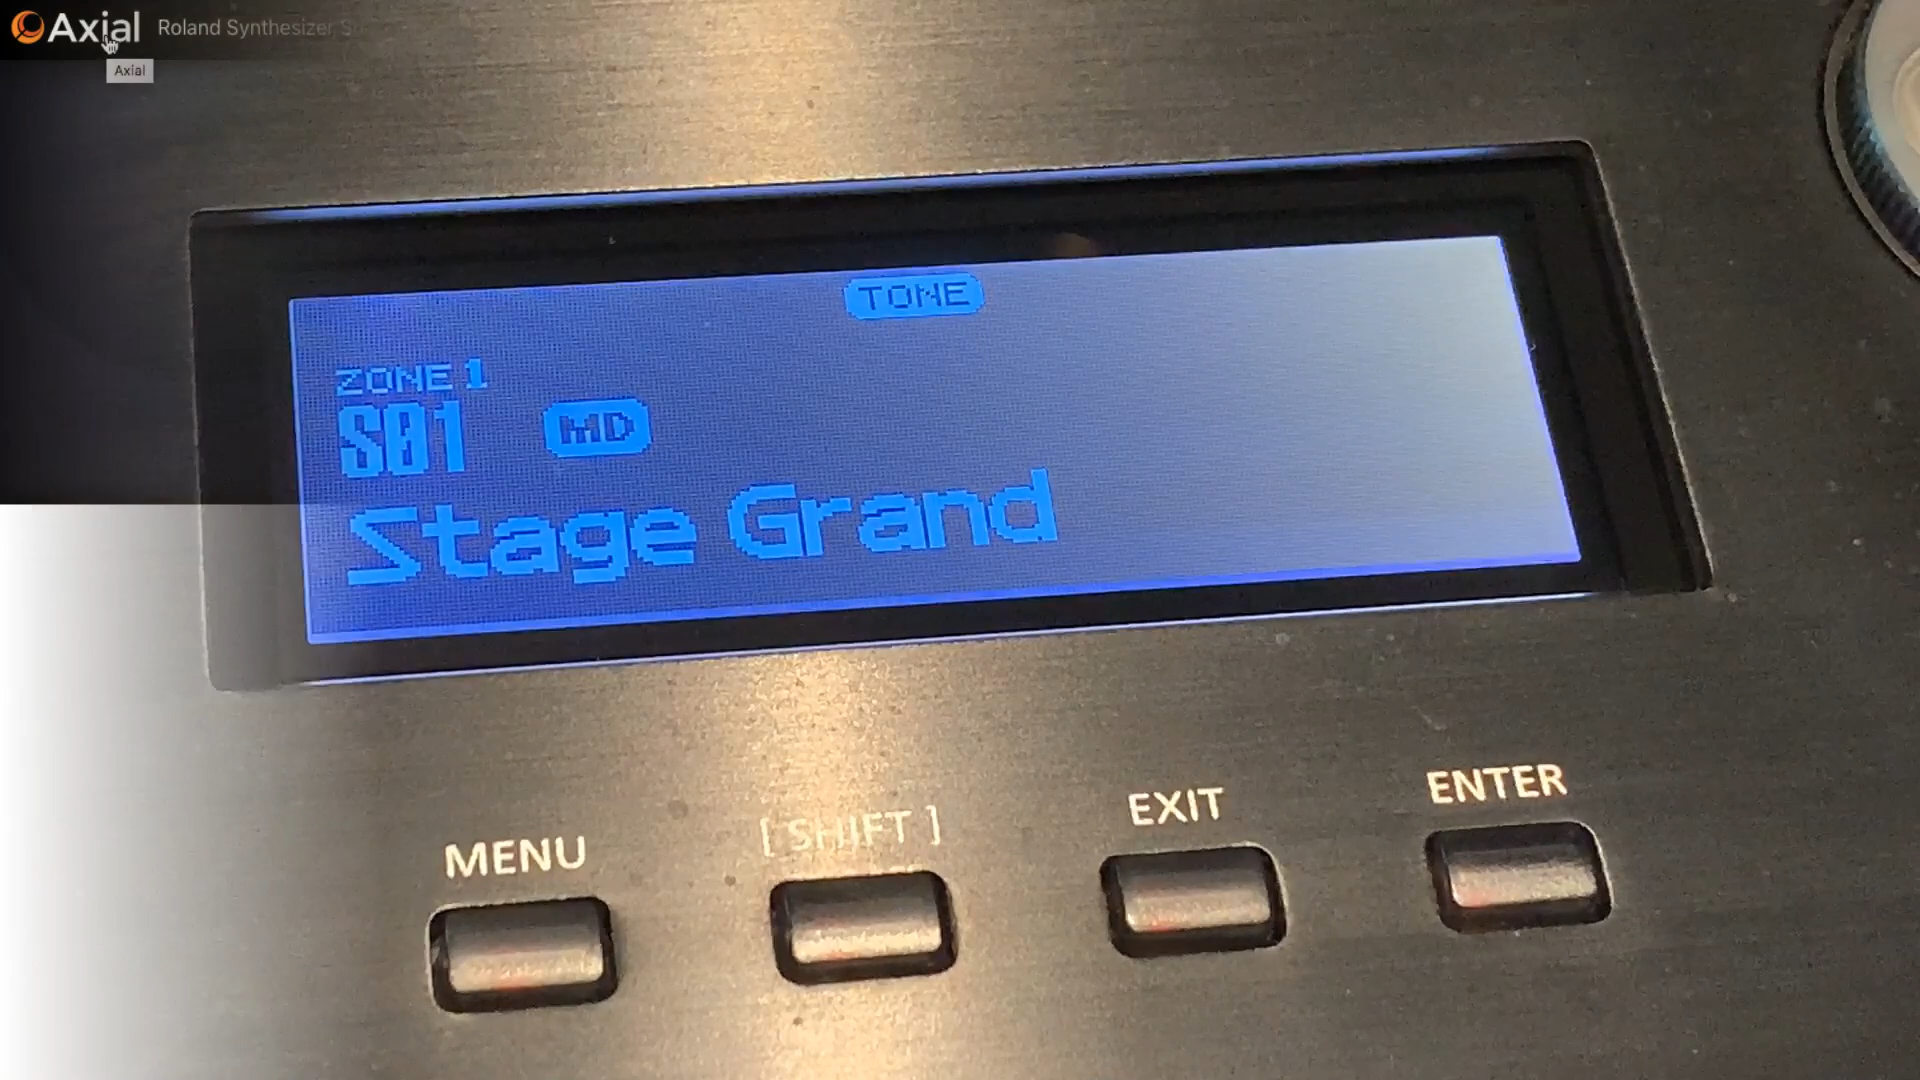 Axial Roland Synthesizer
Axial
TONE
ZONE 1
S01 MD
Stage Grand
MENU
[ SHIFT ]
EXIT
ENTER